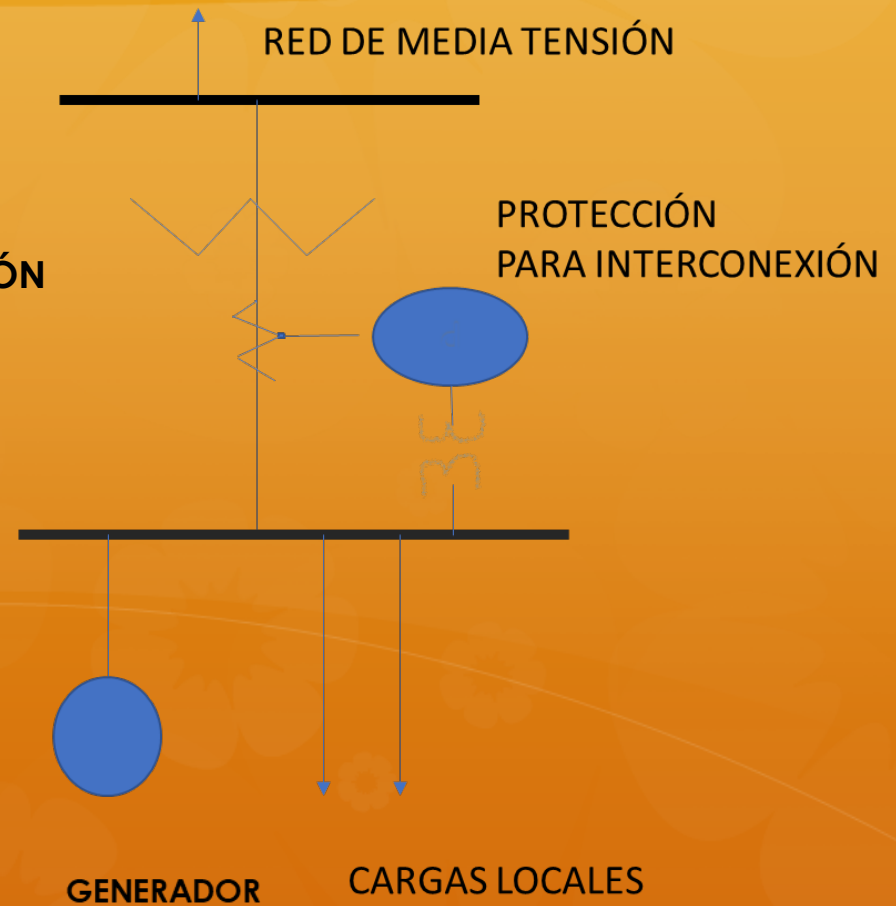 RED DE MEDIA TENSIÓN
PROTECCIÓN
PARA INTERCONEXIÓN
ÓN
GENERADOR
CARGAS LOCALES